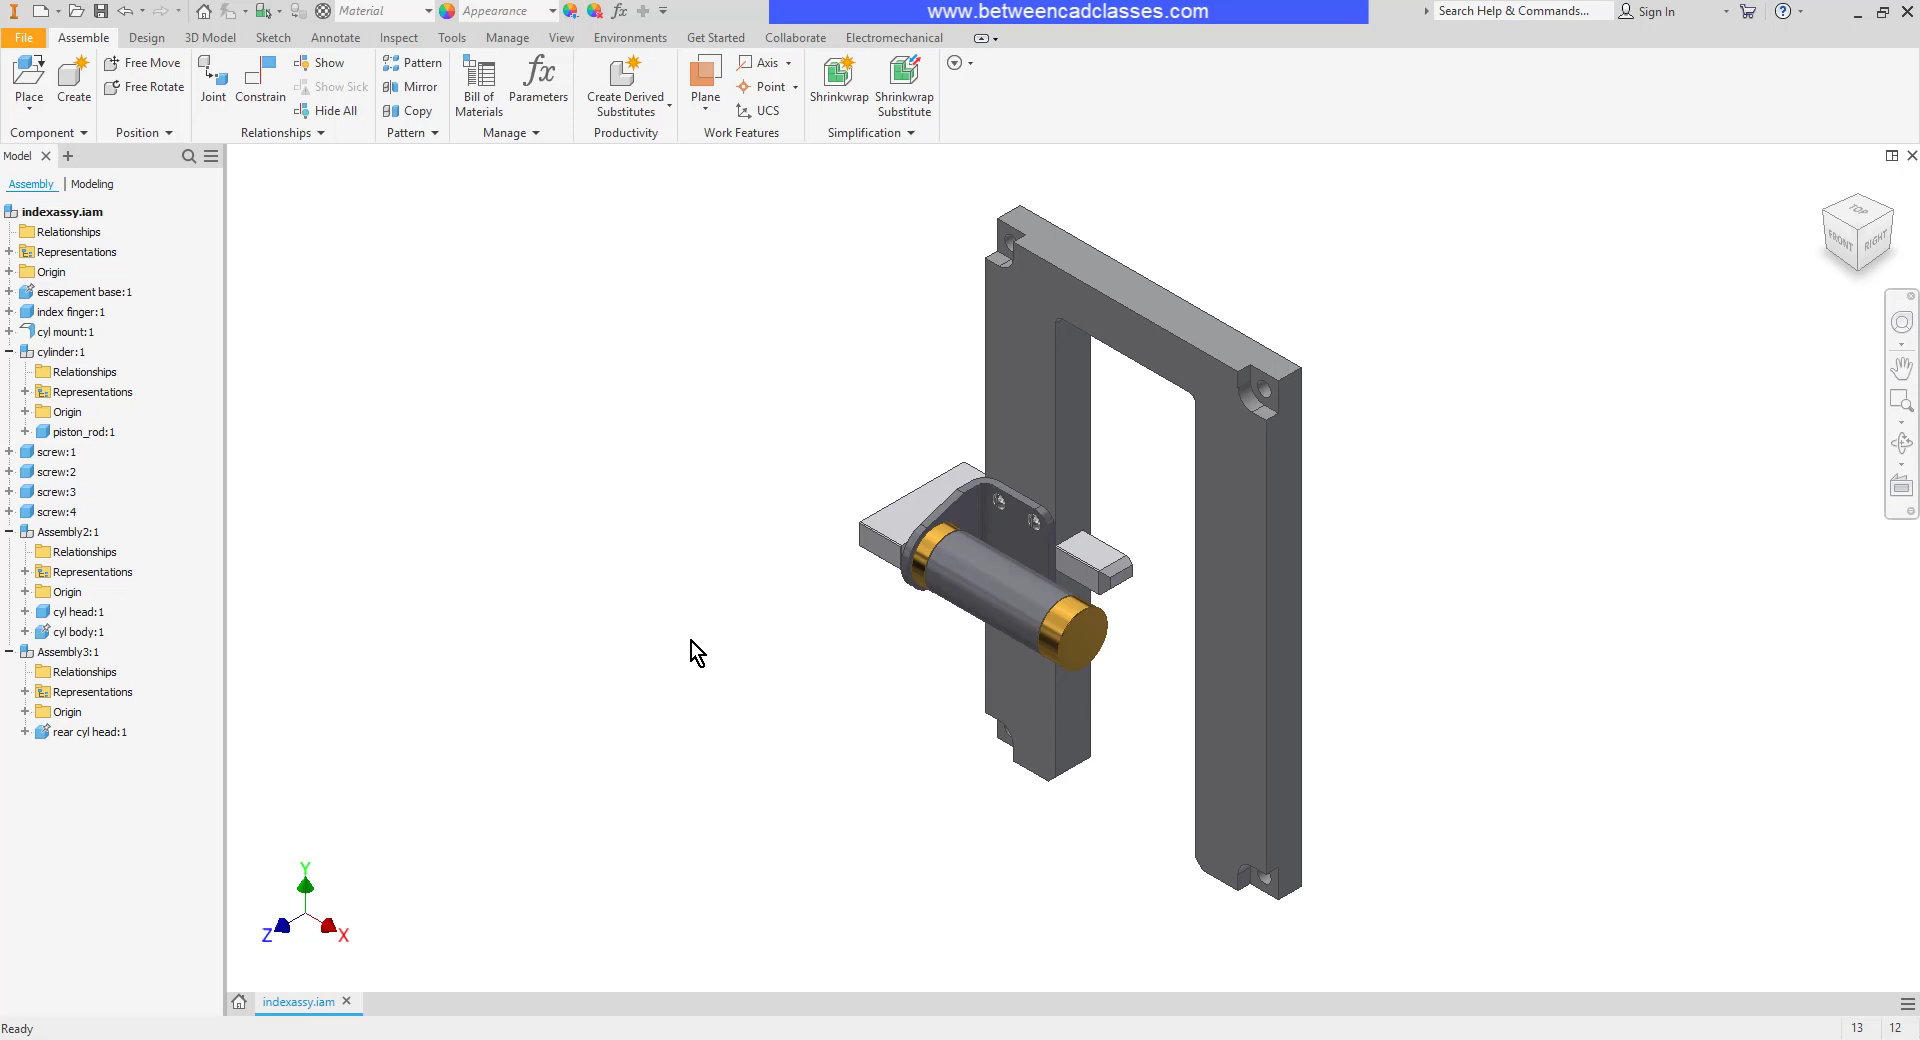 Material
Appearance
fx
www.betweencadclasses.com
Search Help & Commands...
Sign In
File
Assemble
Design
3D Model
Sketch
Annotate
Inspect
Tools
Manage
View
Environments
Get Started
Collaborate
Electromechanical
Place
Create
Free Move
Free Rotate
Joint
Constrain
Show
Show Sick
Hide All
Pattern
Mirror
Copy
Bill of
Materials
fx
Parameters
Create Derived
Substitutes
Plane
Axis
Point
UCS
Shrinkwrap
Shrinkwrap
Substitute
Component
Position
Relationships
Pattern
Manage
Productivity
Work Features
Simplification
Model
Assembly
Modeling
indexassy.iam
Relationships
Representations
Origin
escapement base:1
index finger:1
cyl mount:1
cylinder:1
Relationships
Representations
Origin
piston_rod:1
screw:1
screw:2
screw:3
screw:4
Assembly2:1
Relationships
Representations
Origin
cyl head:1
cyl body:1
Assembly3:1
Relationships
Representations
Origin
rear cyl head:1
TOP
FRONT
RIGHT
Y
Z
X
indexassy.iam
Ready
13
12